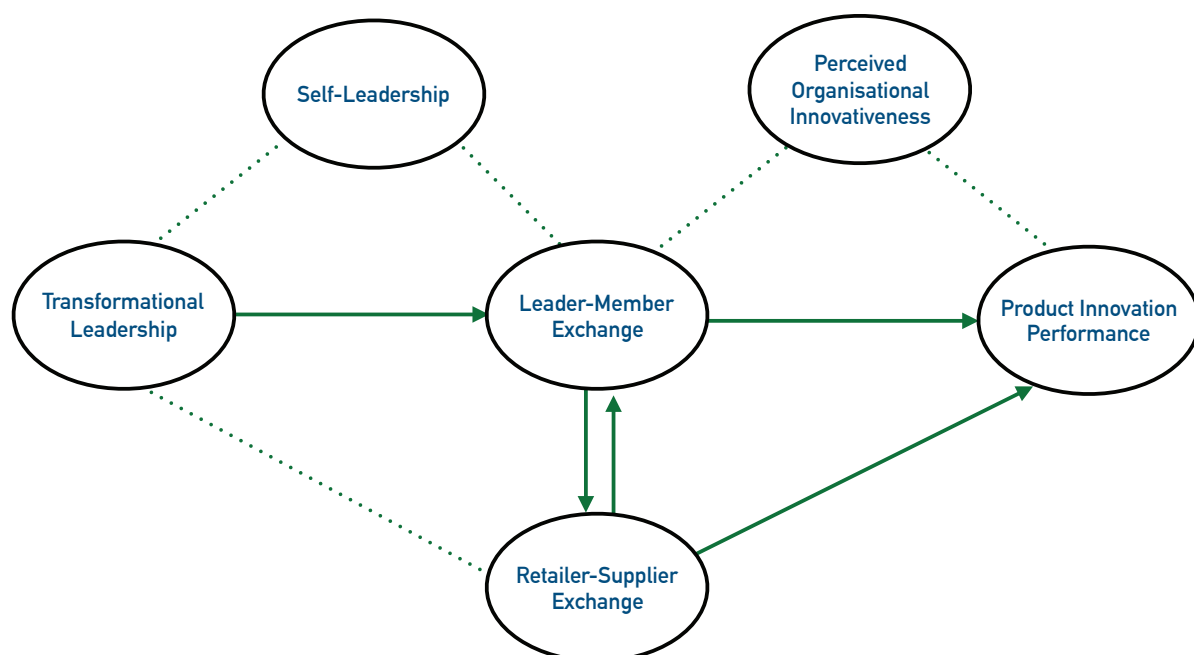 Self-Leadership
Perceived
Organisational
Innovativeness
Transformational
Leadership
Leader-Member
Exchange
Product Innovation
Performance
Retailer-Supplier
Exchange